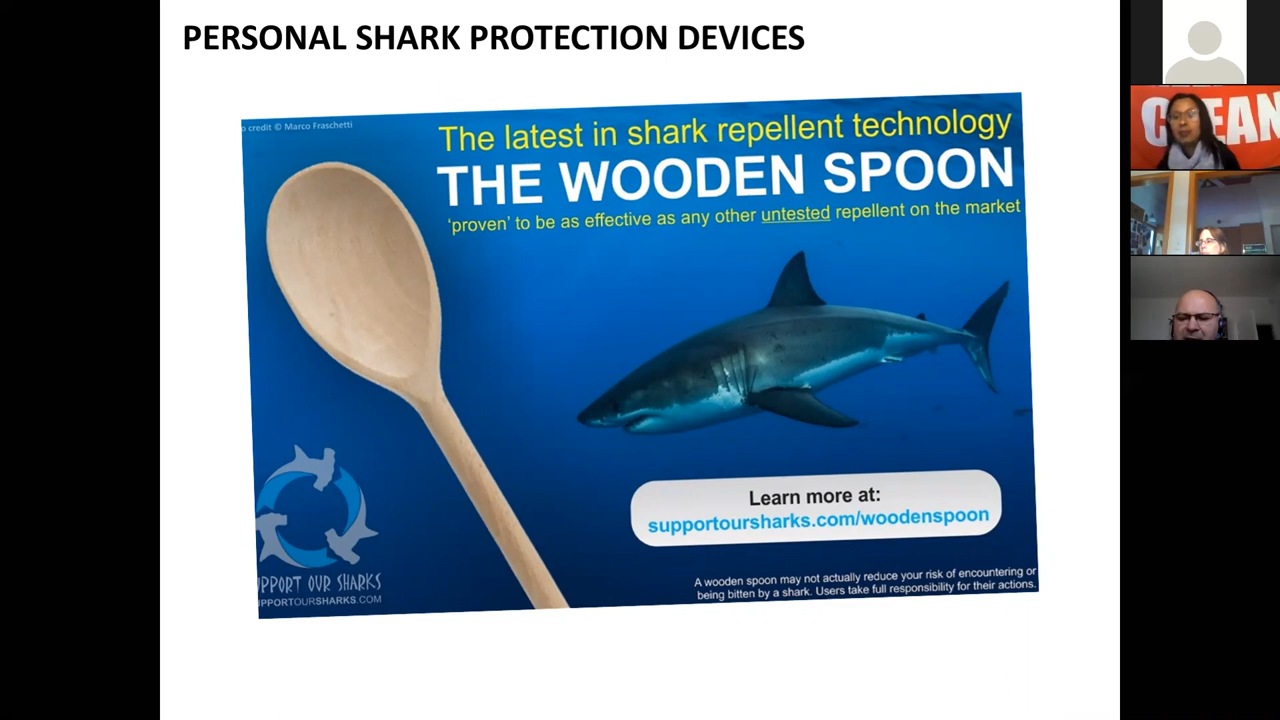 PERSONAL SHARK PROTECTION DEVICES
credit © Marco Fraschetti
The latest in shark repellent technology
THE WOODEN SPOON
'proven' to be as effective as any other untested repellent on the market
Learn more at:
supportoursharks.com/woodenspoon
UPPORT OUR SHARKS
UPPORTOURSHARKS.COM
A wooden spoon may not actually reduce your risk of encountering or
being bitten by a shark. Users take full responsibility for their actions.